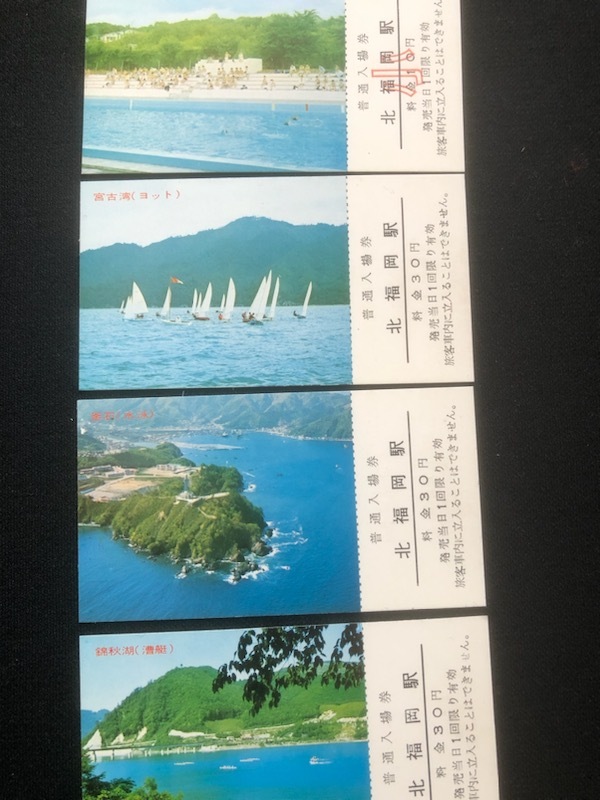 普通入場券
北福岡駅
料金10円
小
発売当日1回限り有効
旅客車内に立入ることはできません。
宮古湾(ヨット)
普通入場券
北福岡駅
料金30円
発売当日1回限り有効
旅客車内に立入ることはできません。
普通入場券
北福岡駅
料金30円
発売当日1回限り有効
旅客車内に立入ることはできません。
錦秋湖(漕艇)
普通入場券
北福岡駅
料金30円
発売当日1回限り有効
旅客車内に立入ることはできません。